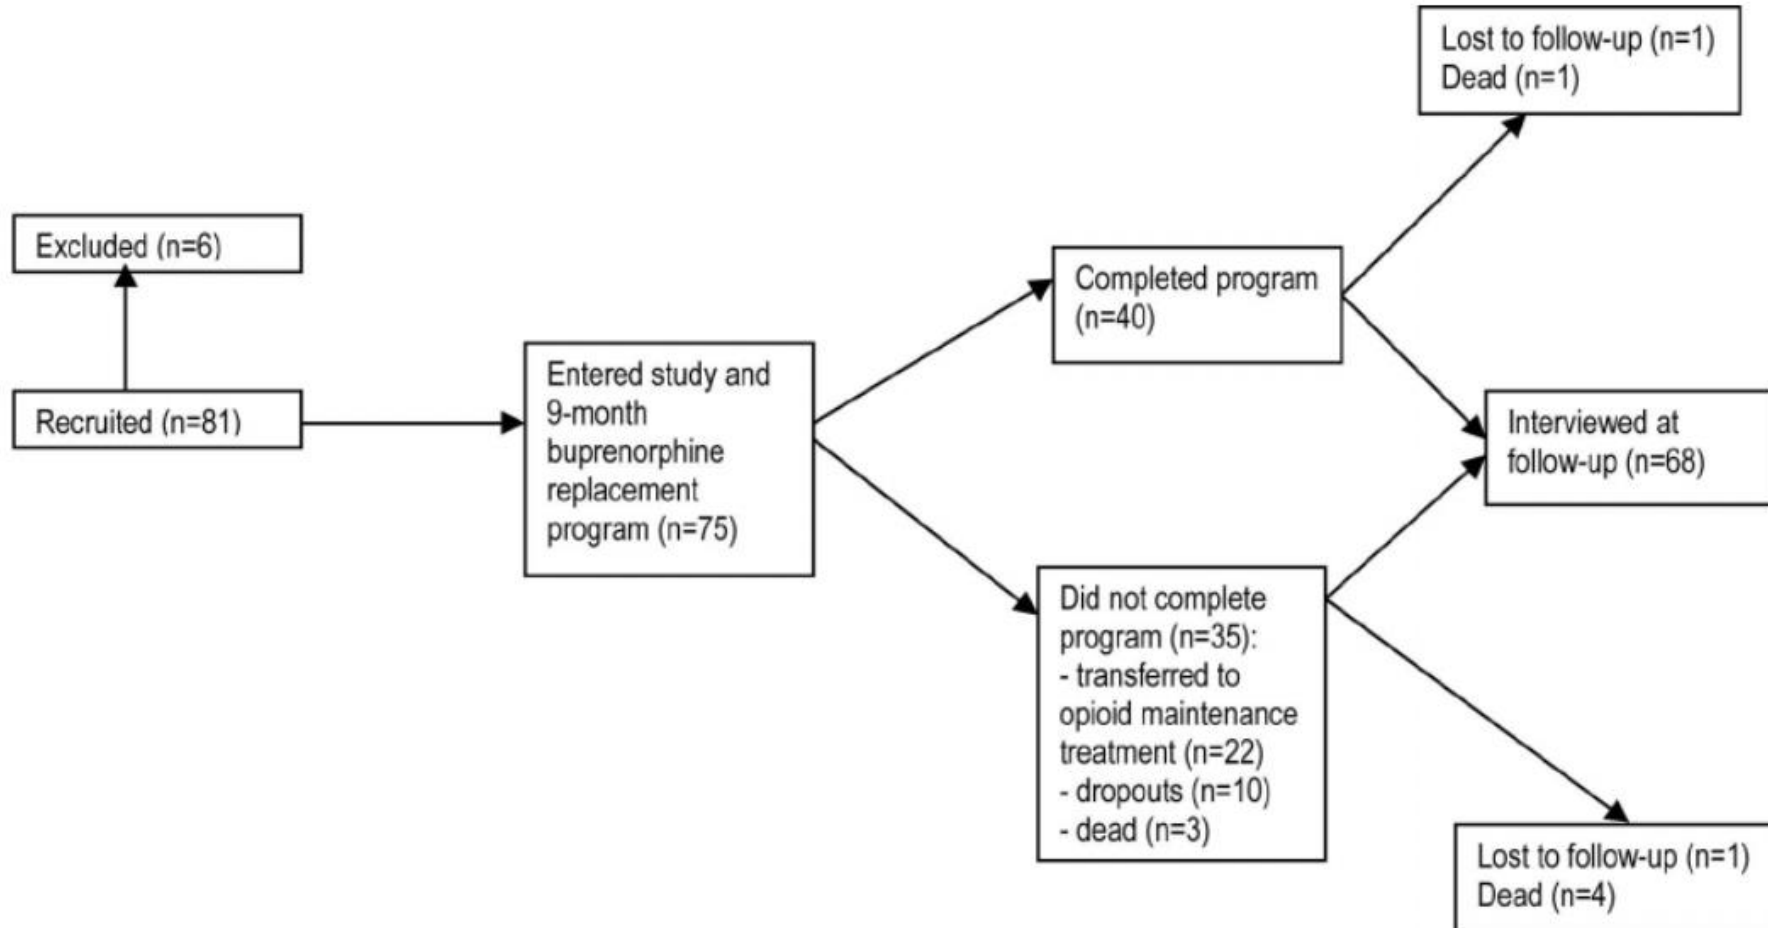 Excluded (n=6)
Recruited (n=81)
Entered study and
9-month
buprenorphine
replacement
program (n=75)
Completed program
(n=40)
Did not complete
program (n=35):
- transferred to
opioid maintenance
treatment (n=22)
- dropouts (n=10)
- dead (n=3)
Lost to follow-up (n=1)
Dead (n=1)
Interviewed at
follow-up (n=68)
Lost to follow-up (n=1)
Dead (n=4)